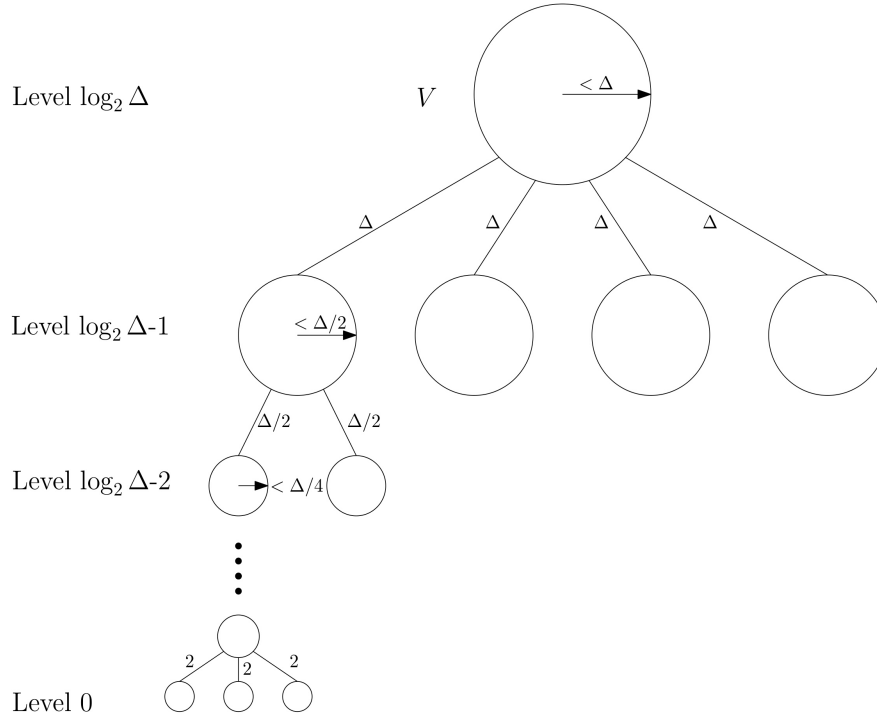 Level log₂ Δ
V
< Δ
Δ
Δ
Δ
Δ
Level log₂ Δ-1
< Δ/2
Δ/2
Δ/2
Level log₂ Δ-2
< Δ/4
2
2
2
Level 0